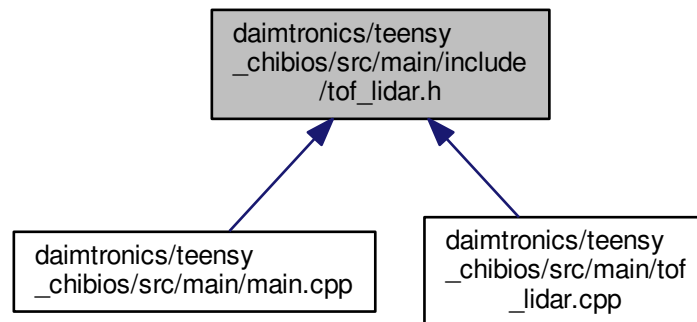 daimtronics/teensy
_chibios/src/main/include
/tof_lidar.h
daimtronics/teensy
_chibios/src/main/main.cpp
daimtronics/teensy
_chibios/src/main/tof
_lidar.cpp